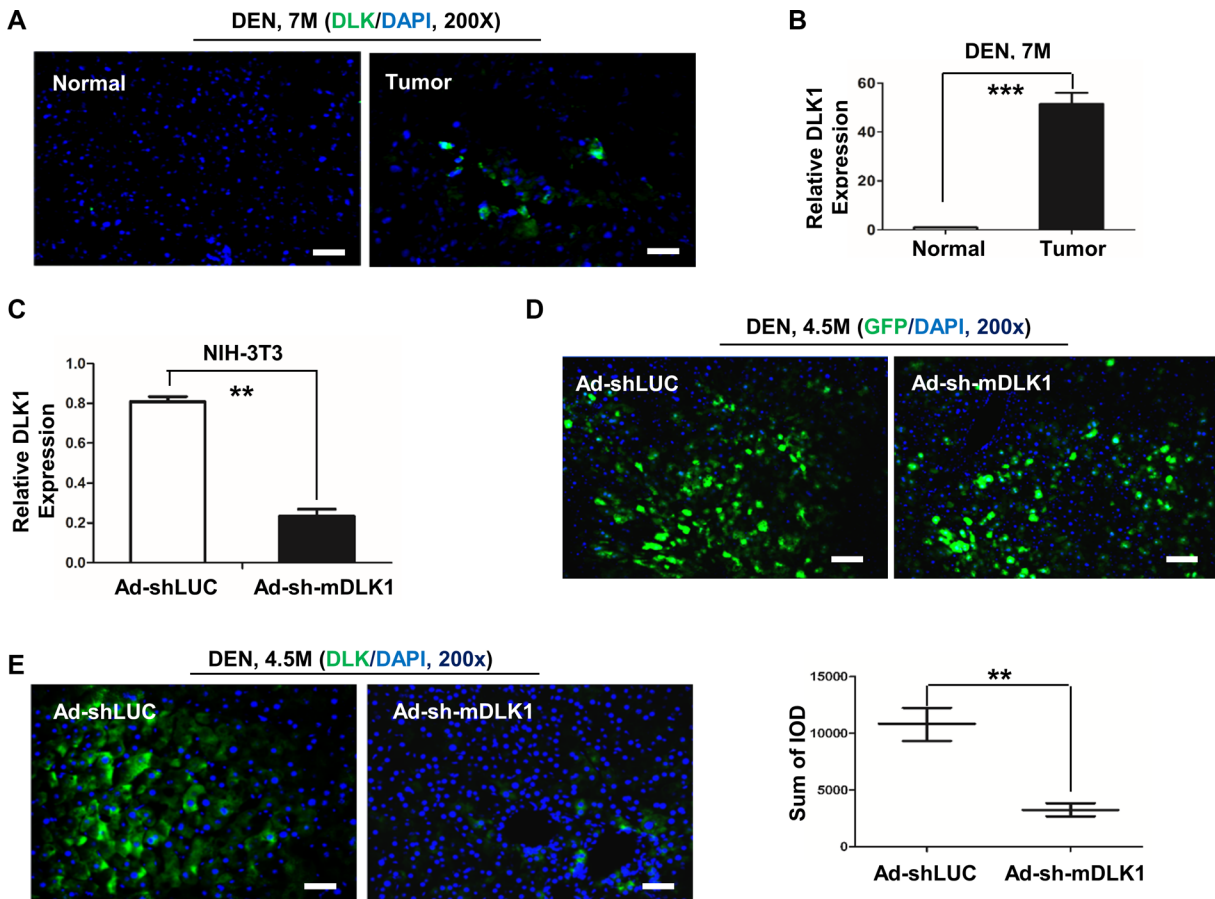 A
DEN, 7M (DLK/DAPI, 200X)
Normal
Tumor
B
DEN, 7M
***
Relative DLK1
Expression
60
40
20
0
Normal Tumor
C
NIH-3T3
**
Relative DLK1
Expression
1.0
0.8
0.6
0.4
0.2
0.0
Ad-shLUC Ad-sh-mDLK1
D
DEN, 4.5M (GFP/DAPI, 200x)
Ad-shLUC
Ad-sh-mDLK1
E
DEN, 4.5M (DLK/DAPI, 200x)
Ad-shLUC
Ad-sh-mDLK1
**
Sum of IOD
15000
10000
5000
0
Ad-shLUC Ad-sh-mDLK1